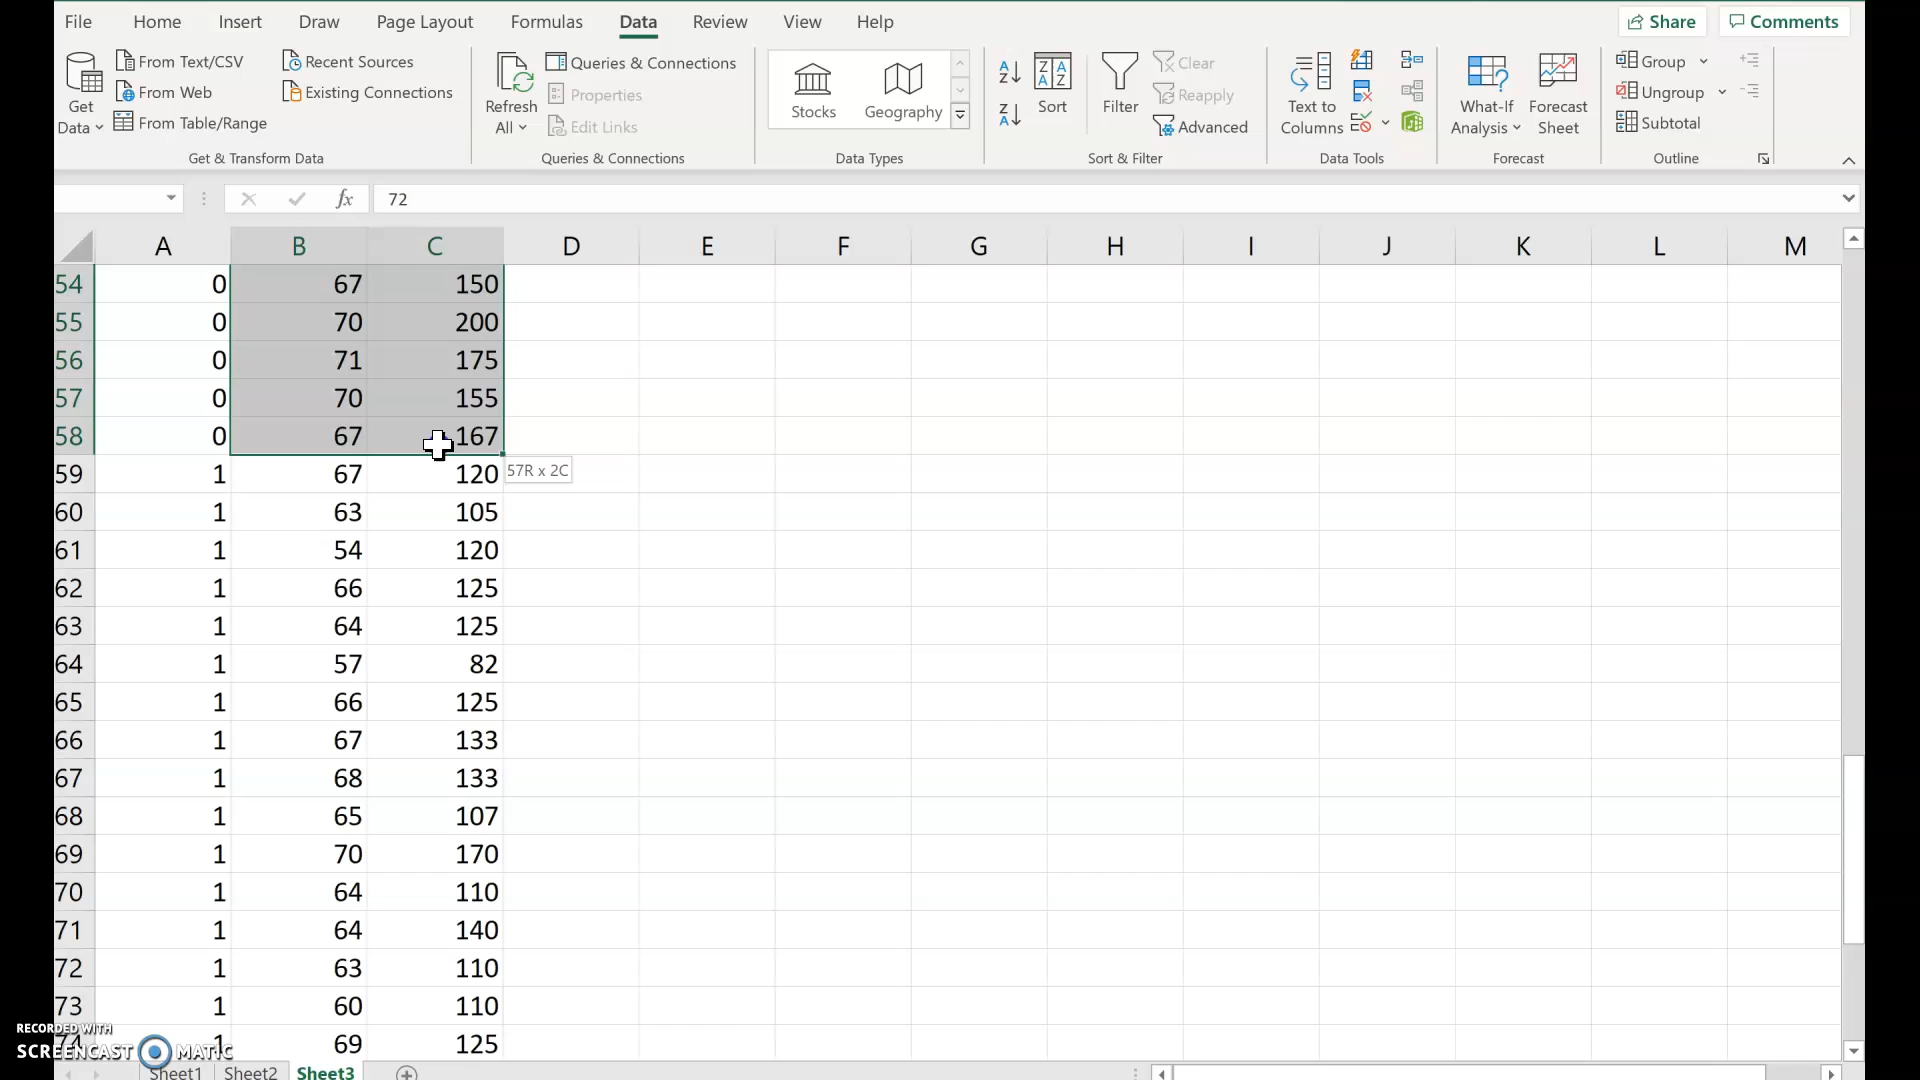 File Home Insert Draw Page Layout Formulas Data Review View Help Share Comments
Get Data
From Text/CSV
From Web
From Table/Range
Recent Sources
Existing Connections
Get & Transform Data
Refresh All
Queries & Connections
Properties
Edit Links
Queries & Connections
Stocks
Geography
Data Types
Sort
Filter
Clear
Reapply
Advanced
Sort & Filter
Text to Columns
Data Tools
What-If Analysis
Forecast Sheet
Forecast
Group
Ungroup
Subtotal
Outline
fx 72
A B C D E F G H I J K L M
54 0 67 150
55 0 70 200
56 0 71 175
57 0 70 155
58 0 67 167
57R x 2C
59 1 67 120
60 1 63 105
61 1 54 120
62 1 66 125
63 1 64 125
64 1 57 82
65 1 66 125
66 1 67 133
67 1 68 133
68 1 65 107
69 1 70 170
70 1 64 110
71 1 64 140
72 1 63 110
73 1 60 110
74 1 69 125
RECORDED WITH
SCREENCAST MATIC
Sheet1 Sheet2 Sheet3